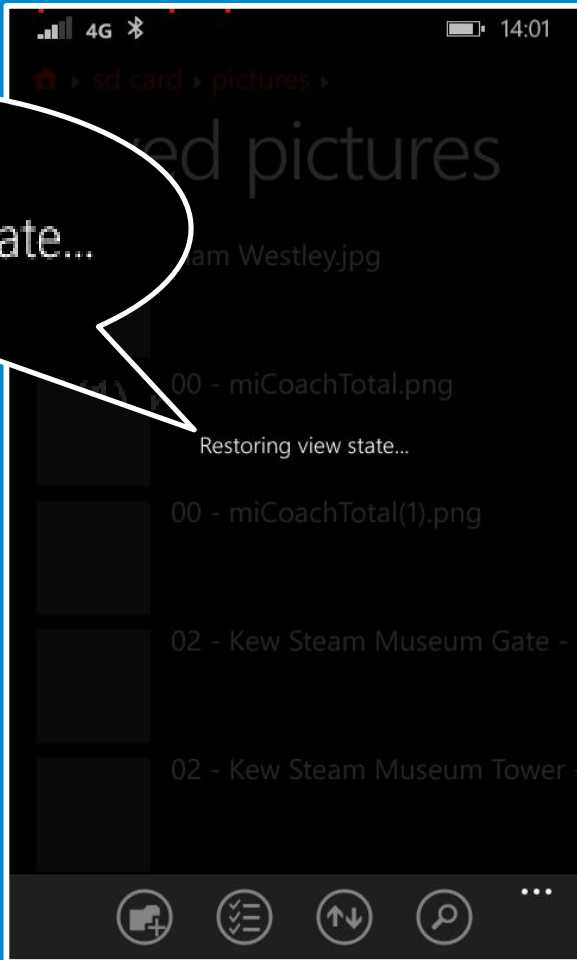 4G 14:01
sd card pictures
ed pictures
am Westley.jpg
ate...
00 - miCoachTotal.png
Restoring view state...
00 - miCoachTotal(1).png
02 - Kew Steam Museum Gate -
02 - Kew Steam Museum Tower -